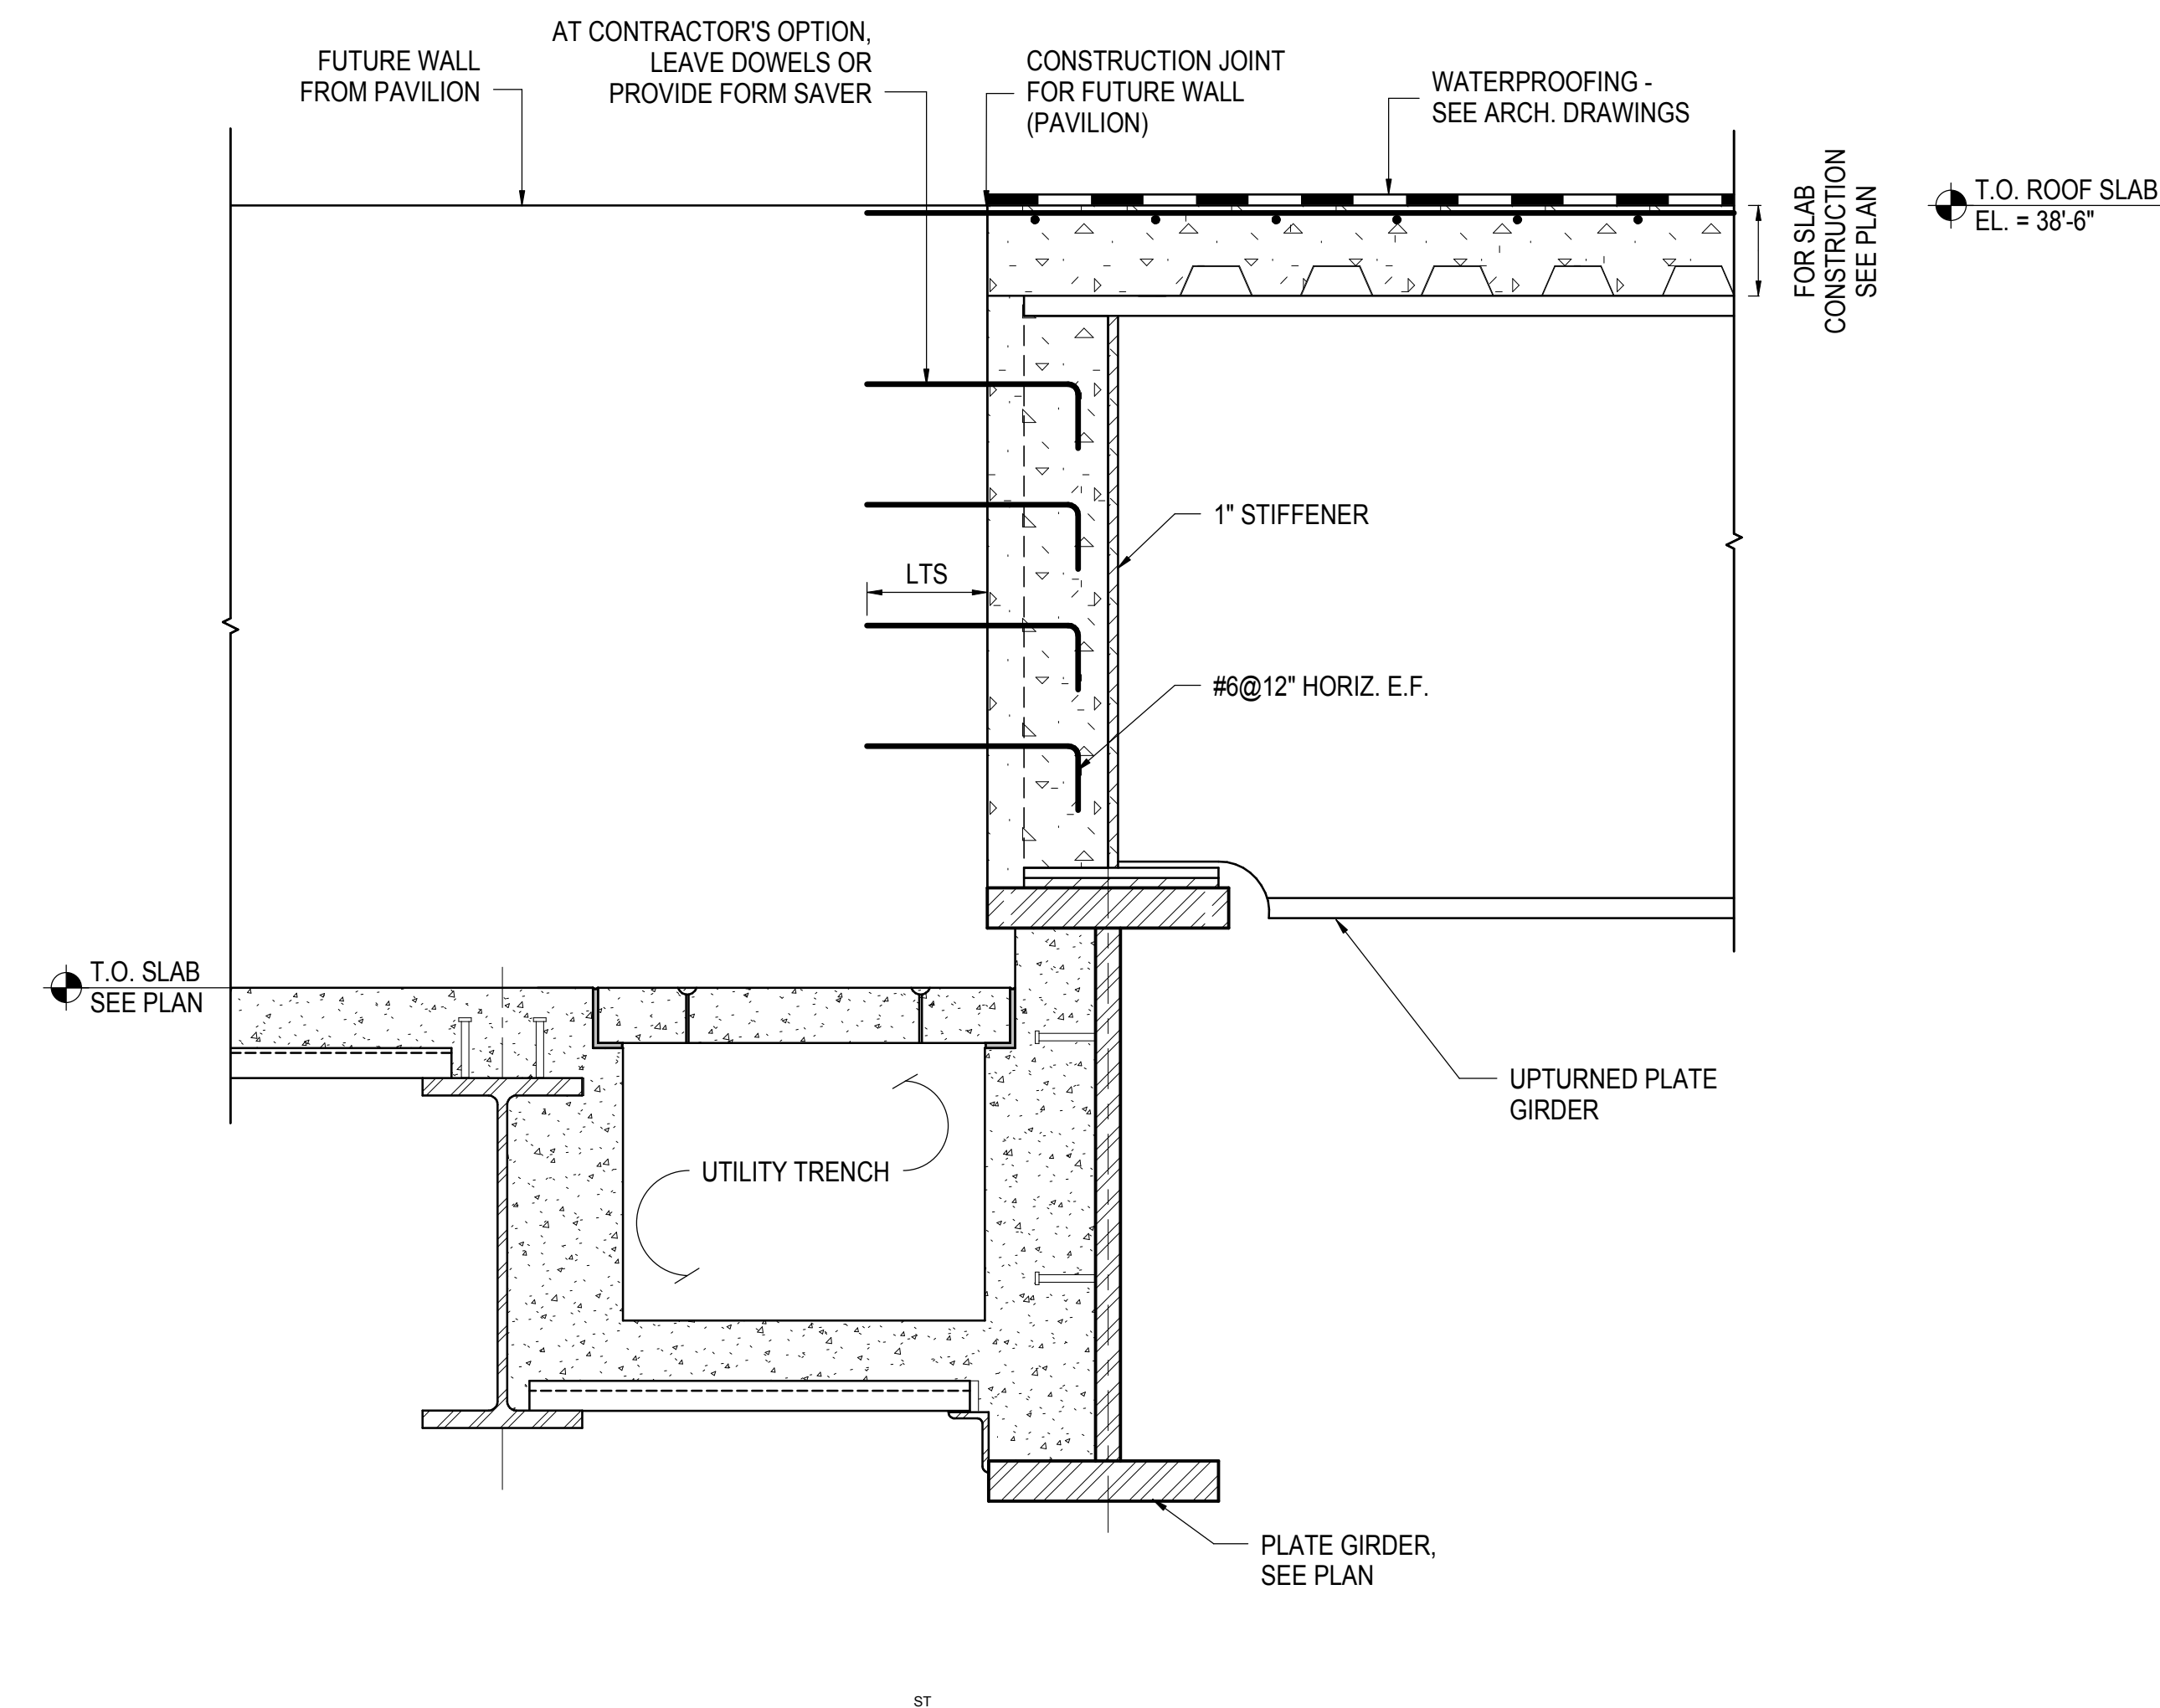 AT CONTRACTOR'S OPTION,
LEAVE DOWELS OR
PROVIDE FORM SAVER
FUTURE WALL
FROM PAVILION
CONSTRUCTION JOINT
FOR FUTURE WALL
(PAVILION)
WATERPROOFING -
SEE ARCH. DRAWINGS
FOR SLAB
CONSTRUCTION
SEE PLAN
T.O. ROOF SLAB
EL. = 38'-6"
1" STIFFENER
LTS
#6@12" HORIZ. E.F.
T.O. SLAB
SEE PLAN
UPTURNED PLATE
GIRDER
UTILITY TRENCH
PLATE GIRDER,
SEE PLAN
ST